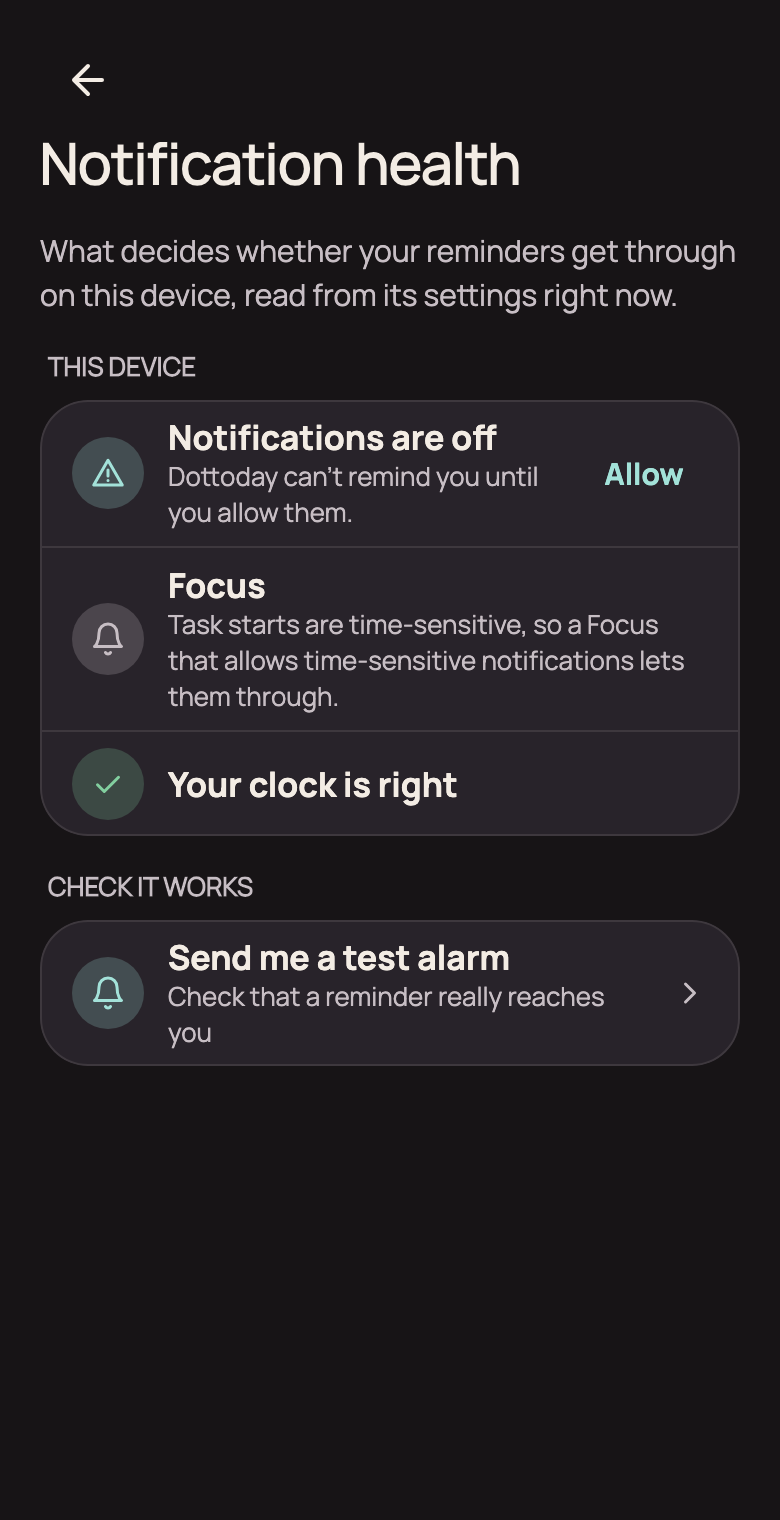 Notification health
What decides whether your reminders get through
on this device, read from its settings right now.
THIS DEVICE
Notifications are off
Dottoday can't remind you until
you allow them.
Allow
Focus
Task starts are time-sensitive, so a Focus
that allows time-sensitive notifications lets
them through.
Your clock is right
CHECK IT WORKS
Send me a test alarm
Check that a reminder really reaches
you